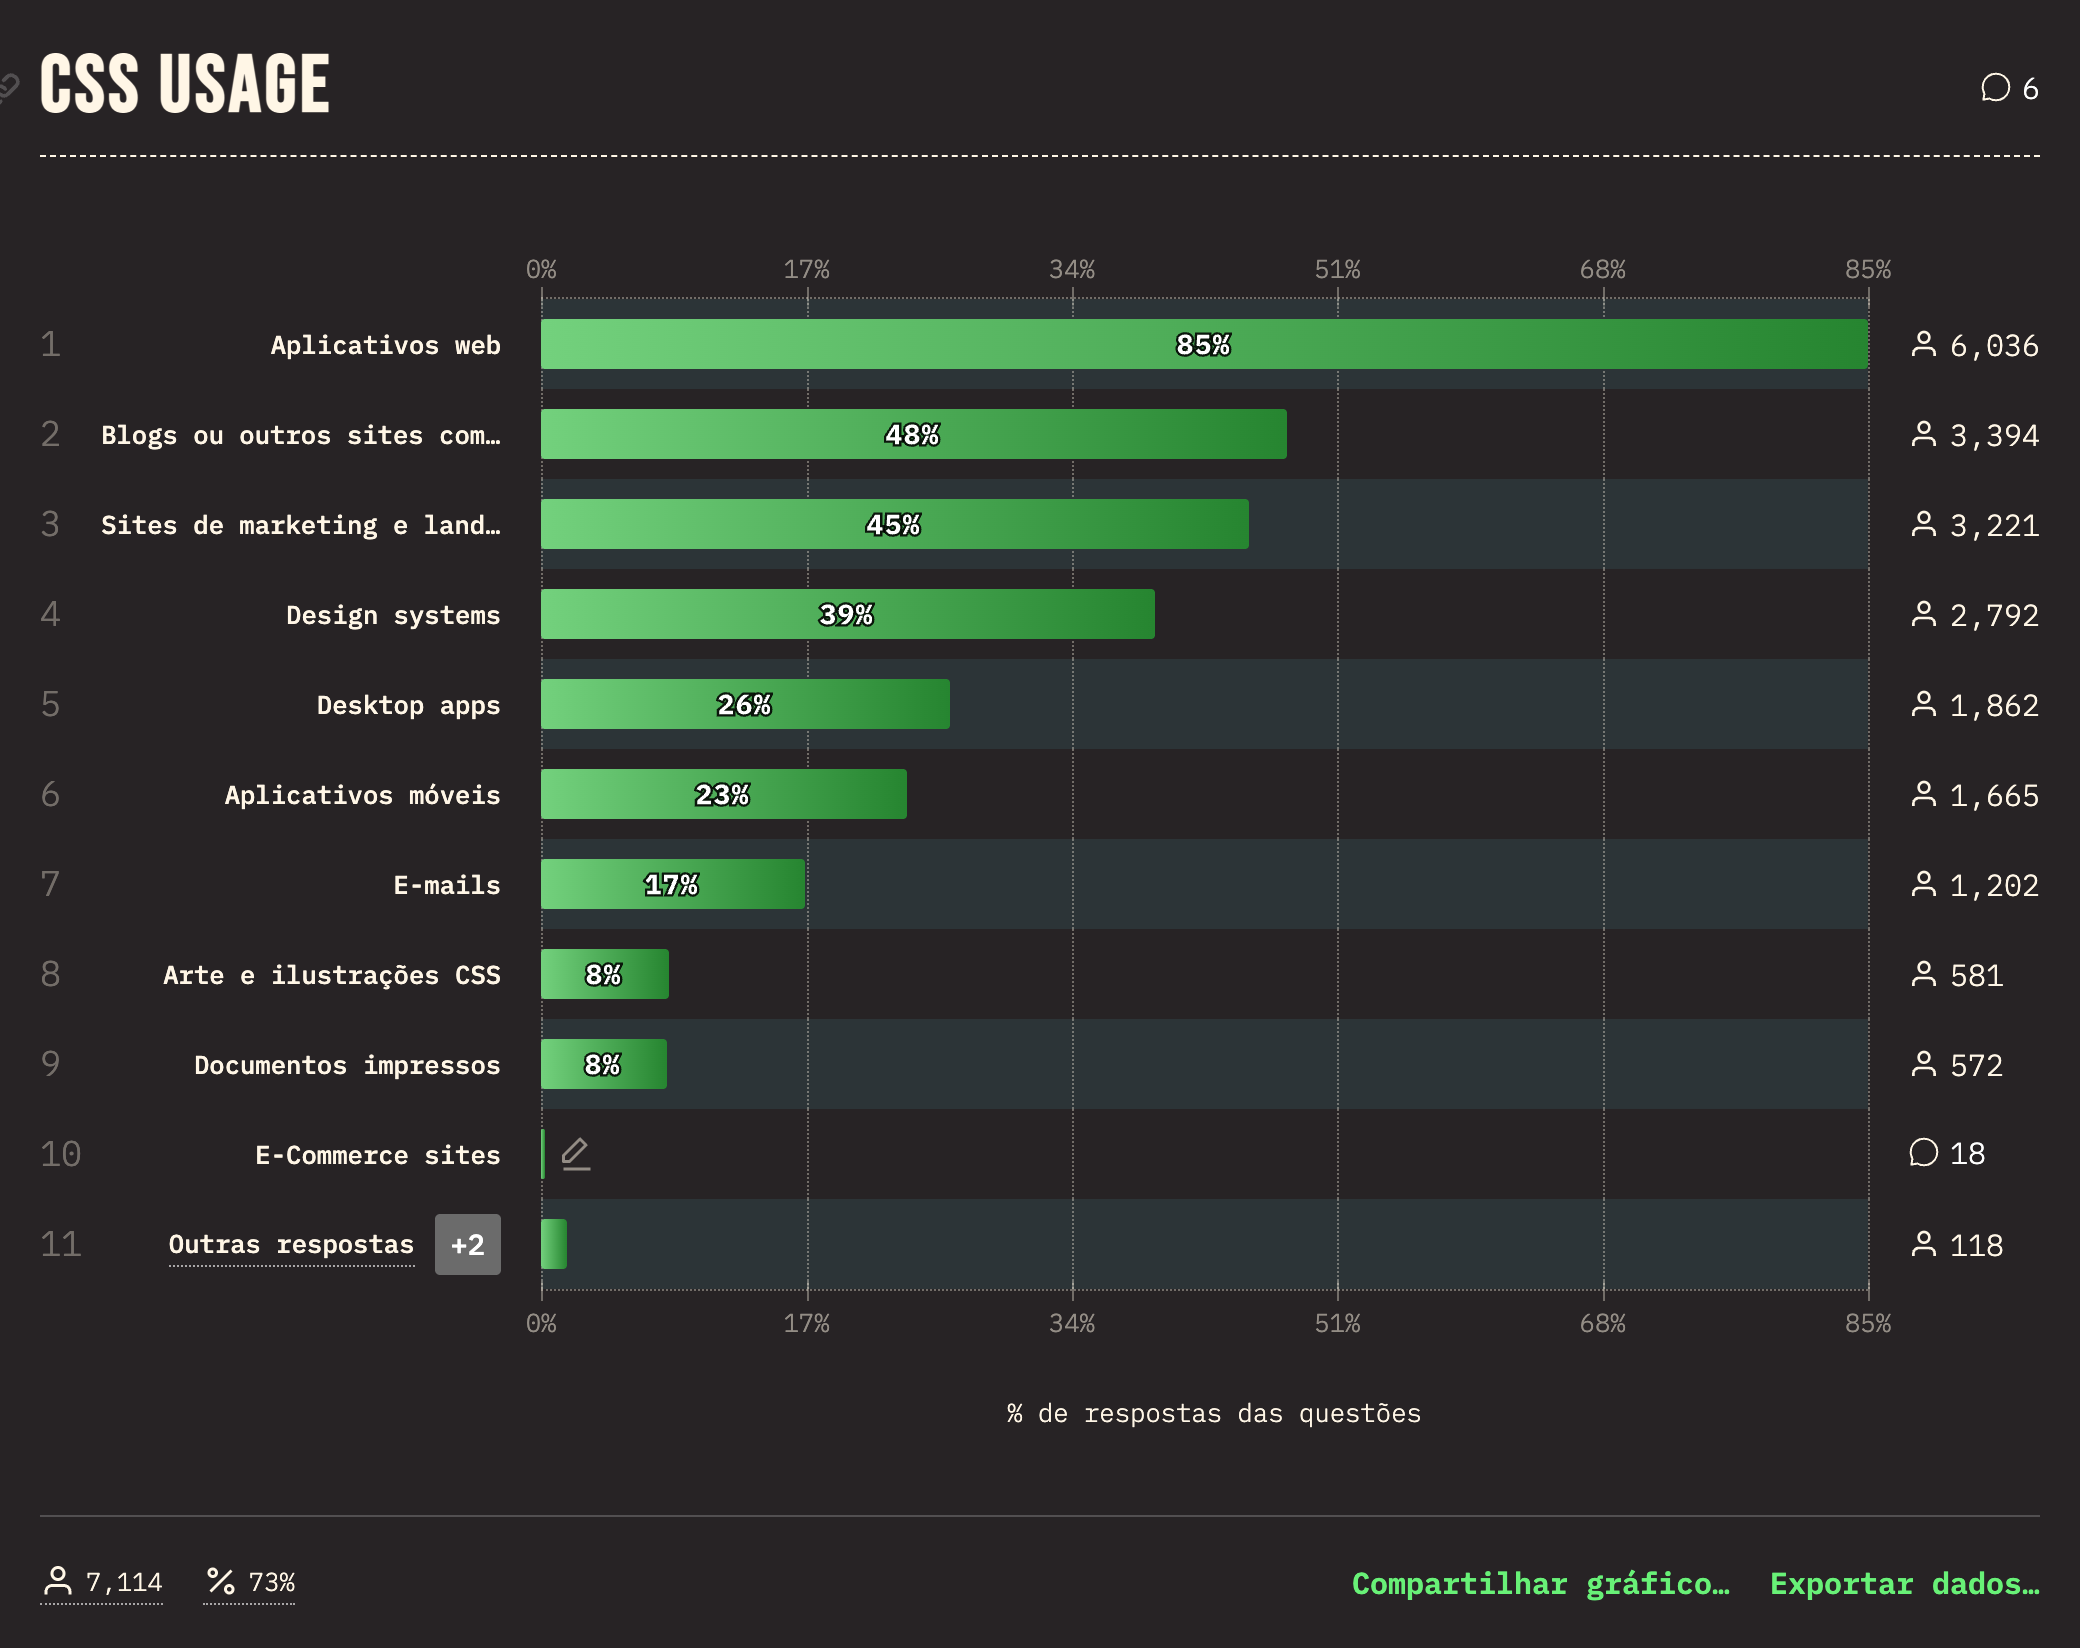 CSS USAGE
6
0% 17% 34% 51% 68% 85%
1 Aplicativos web 85% 6,036
2 Blogs ou outros sites com… 48% 3,394
3 Sites de marketing e land… 45% 3,221
4 Design systems 39% 2,792
5 Desktop apps 26% 1,862
6 Aplicativos móveis 23% 1,665
7 E-mails 17% 1,202
8 Arte e ilustrações CSS 8% 581
9 Documentos impressos 8% 572
10 E-Commerce sites 18
11 Outras respostas +2 118
0% 17% 34% 51% 68% 85%
% de respostas das questões
7,114 73% Compartilhar gráfico… Exportar dados…